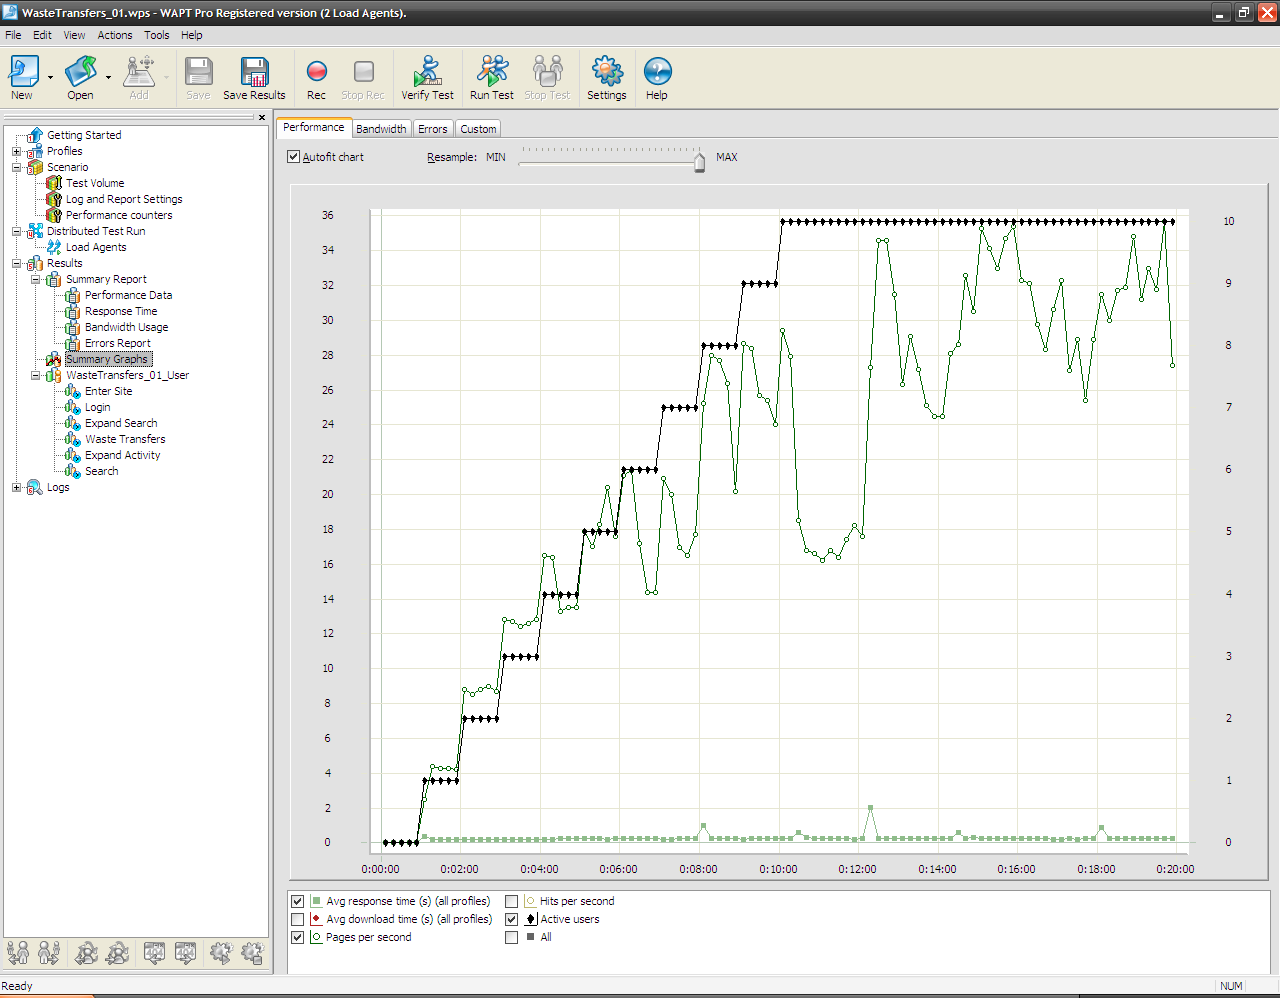 WasteTransfers_01.wps - WAPT Pro Registered version (2 Load Agents).
File Edit View Actions Tools Help
New Open Add Save Save Results Rec Stop Rec Verify Test Run Test Stop Test Settings Help
Getting Started
Profiles
Scenario
Test Volume
Log and Report Settings
Performance counters
Distributed Test Run
Load Agents
Results
Summary Report
Performance Data
Response Time
Bandwidth Usage
Errors Report
Summary Graphs
WasteTransfers_01_User
Enter Site
Login
Expand Search
Waste Transfers
Expand Activity
Search
Logs
Performance Bandwidth Errors Custom
Autofit chart Resample: MIN MAX
36 10
34
32 9
30
28 8
26
24 7
22
20 6
18 5
16
14 4
12
10 3
8
6 2
4
2 1
0 0
0:00:00 0:02:00 0:04:00 0:06:00 0:08:00 0:10:00 0:12:00 0:14:00 0:16:00 0:18:00 0:20:00
Avg response time (s) (all profiles) Hits per second
Avg download time (s) (all profiles) Active users
Pages per second All
Ready NUM